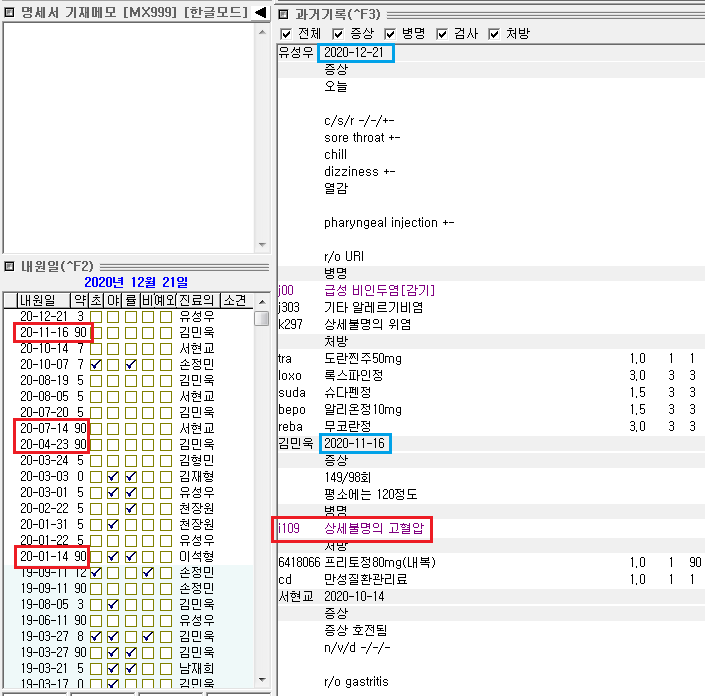 명세서 기재메모 [MX999] [한글모드]
내원일(^F2)
2020년 12월 21일
내원일 약 초 야 률 비 예외 진료의 소견
20-12-21 3 유성우
20-11-16 90 김민욱
20-10-14 7 서현교
20-10-07 7 손정민
20-08-19 5 김민욱
20-08-05 5 서현교
20-07-20 5 김민욱
20-07-14 90 서현교
20-04-23 90 김민욱
20-03-24 5 김형민
20-03-03 0 김재형
20-03-01 5 유성우
20-02-22 5 천장원
20-01-31 5 천장원
20-01-22 5 유성우
20-01-14 90 이석형
19-09-11 12 손정민
19-09-11 90 손정민
19-08-05 3 김민욱
19-06-11 90 유성우
19-03-27 8 김민욱
19-03-27 90 김민욱
19-03-21 5 남재희
19-03-17 0 김민욱
과거기록(^F3)
전체 증상 병명 검사 처방
유성우 2020-12-21
증상
오늘
c/s/r -/-/+-
sore throat +-
chill
dizziness +-
열감
pharyngeal injection +-
r/o URI
병명
j00 급성 비인두염[감기]
j303 기타 알레르기비염
k297 상세불명의 위염
처방
tra 도란찐주50mg 1,0 1 1
loxo 록스파인정 3,0 3 3
suda 슈다펜정 1,5 3 3
bepo 알리온정10mg 1,5 3 3
reba 무코란정 3,0 3 3
김민욱 2020-11-16
증상
149/98회
평소에는 120정도
병명
i109 상세불명의 고혈압
처방
6418066 프리토정80mg(내복) 1,0 1 90
cd 만성질환관리료 1,0 1 1
서현교 2020-10-14
증상
증상 호전됨
n/v/d -/-/-
r/o gastritis